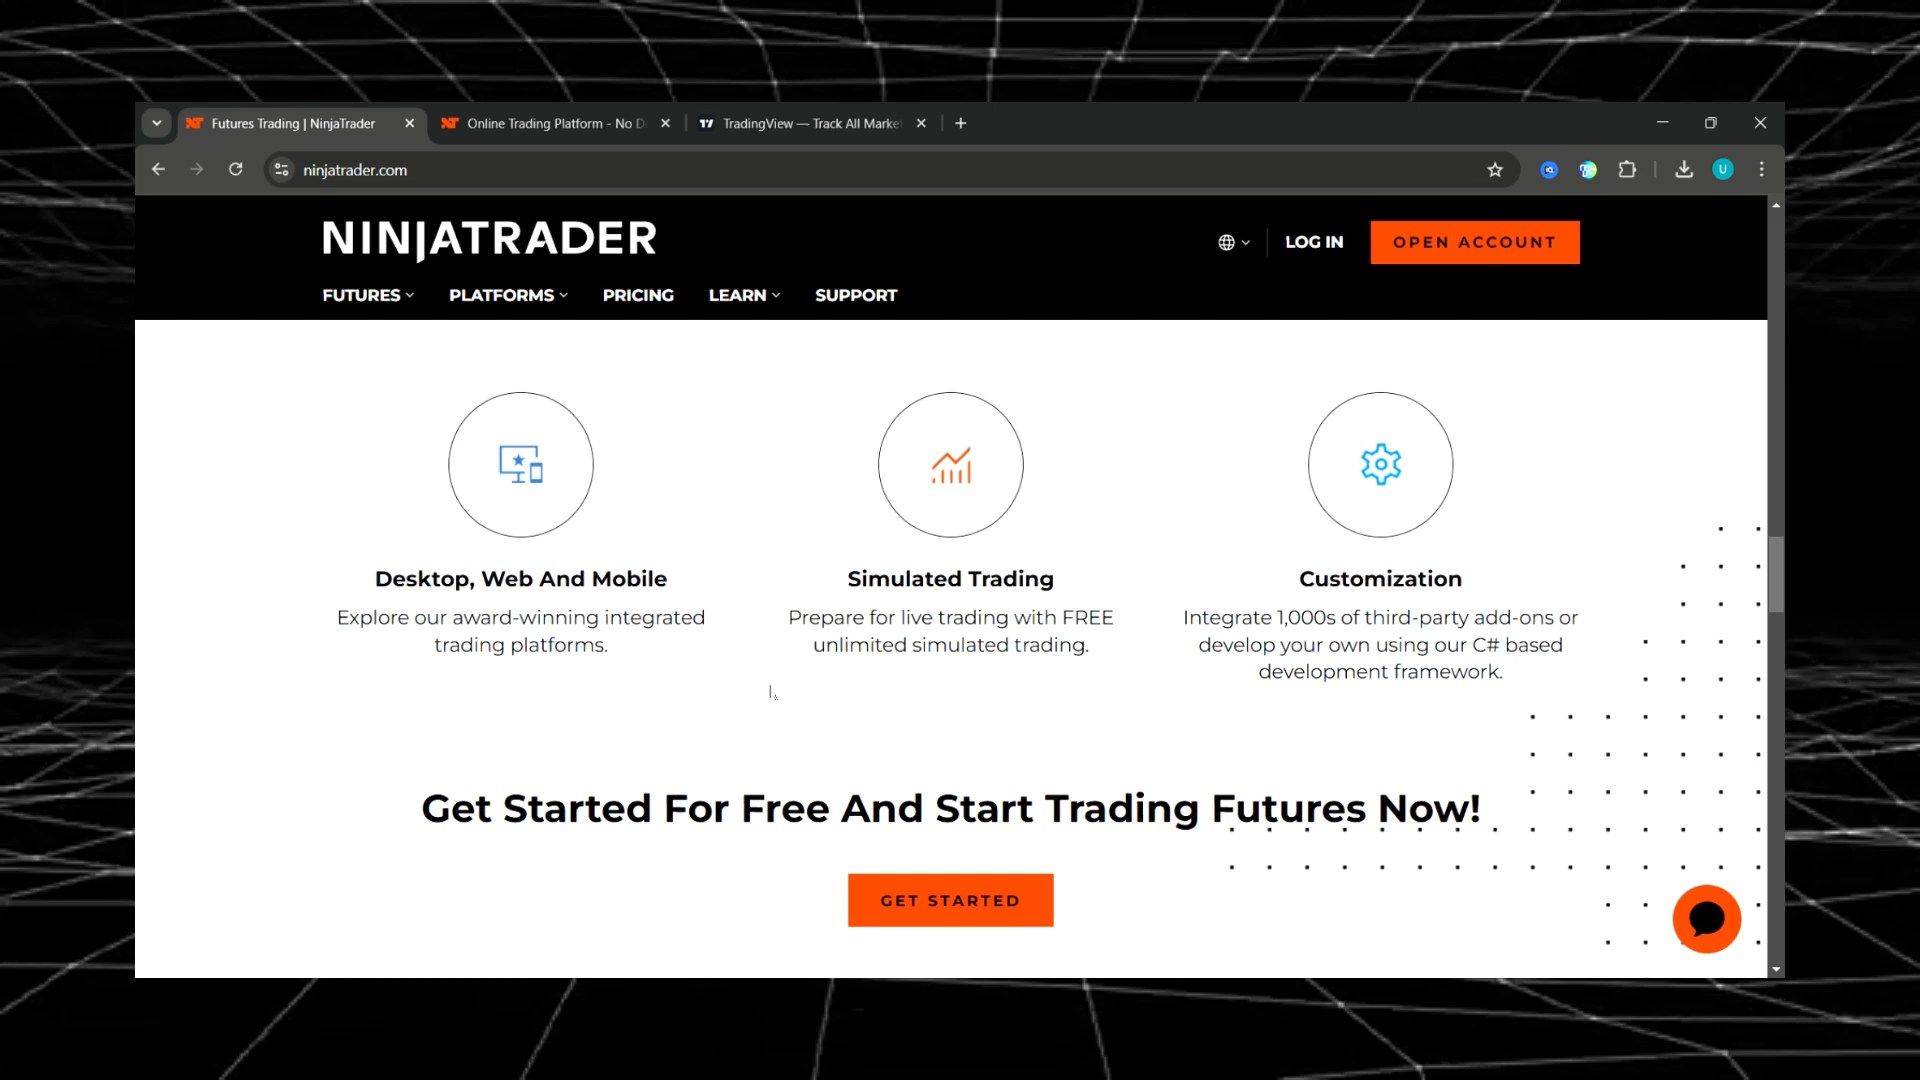 Futures Trading | NinjaTrader
Online Trading Platform - No D
TradingView — Track All Marke
ninjatrader.com
U
NINJATRADER
LOG IN
OPEN ACCOUNT
FUTURES
PLATFORMS
PRICING
LEARN
SUPPORT
Desktop, Web And Mobile
Explore our award-winning integrated
trading platforms.
Simulated Trading
Prepare for live trading with FREE
unlimited simulated trading.
Customization
Integrate 1,000s of third-party add-ons or
develop your own using our C# based
development framework.
Get Started For Free And Start Trading Futures Now!
GET STARTED